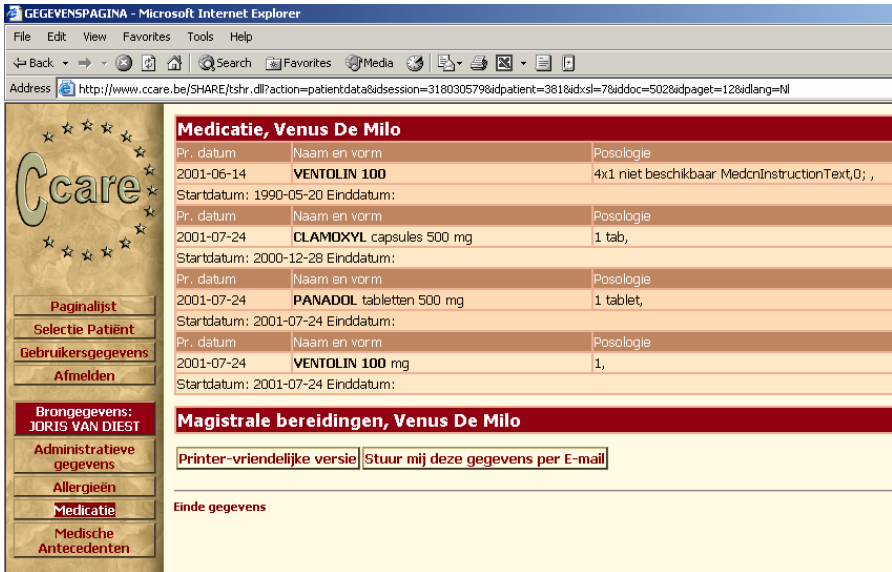 GEGEVENSPAGINA - Microsoft Internet Explorer
File Edit View Favorites Tools Help
Back Search Favorites Media
Address http://www.ccare.be/SHARE/tshr.dll?action=patientdata&idsession=318030579&idpatient=381&idxsl=7&iddoc=502&idpaget=12&idlang=Nl
Ccare
Paginalijst
Selectie Patiënt
Gebruikersgegevens
Afmelden
Brongegevens:
JORIS VAN DIEST
Administratieve
gegevens
Allergieën
Medicatie
Medische
Antecedenten
Medicatie, Venus De Milo
Pr. datum Naam en vorm Posologie
2001-06-14 VENTOLIN 100 4x1 niet beschikbaar MedcnInstructionText,0; ,
Startdatum: 1990-05-20 Einddatum:
Pr. datum Naam en vorm Posologie
2001-07-24 CLAMOXYL capsules 500 mg 1 tab,
Startdatum: 2000-12-28 Einddatum:
Pr. datum Naam en vorm Posologie
2001-07-24 PANADOL tabletten 500 mg 1 tablet,
Startdatum: 2001-07-24 Einddatum:
Pr. datum Naam en vorm Posologie
2001-07-24 VENTOLIN 100 mg 1,
Startdatum: 2001-07-24 Einddatum:
Magistrale bereidingen, Venus De Milo
Printer-vriendelijke versie Stuur mij deze gegevens per E-mail
Einde gegevens